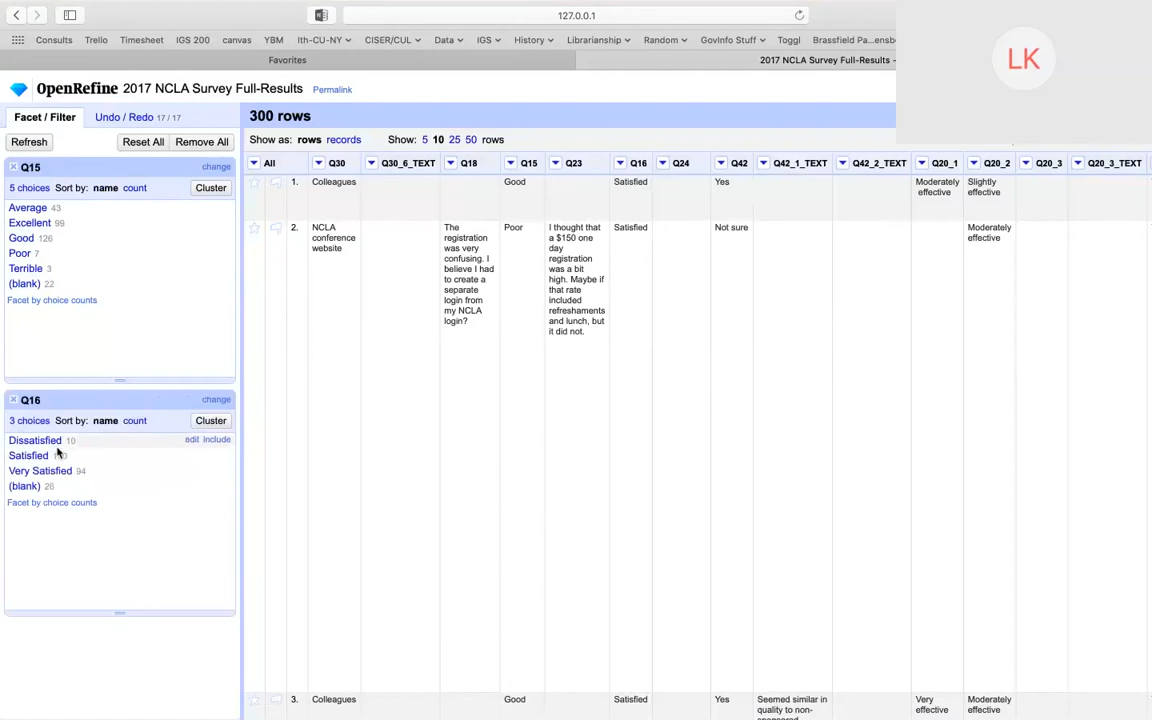 127.0.0.1
Consults Trello Timesheet IGS 200 canvas YBM Ith-CU-NY CISER/CUL Data IGS History Librarianship Random GovInfo Stuff Toggl Brassfield Pa...ensb
Favorites 2017 NCLA Survey Full-Results -
LK
OpenRefine 2017 NCLA Survey Full-Results Permalink
Facet / Filter Undo / Redo 17 / 17 300 rows
Refresh Reset All Remove All Show as: rows records Show: 5 10 25 50 rows
Q15 change
5 choices Sort by: name count Cluster
Average 43
Excellent 99
Good 126
Poor 7
Terrible 3
(blank) 22
Facet by choice counts
Q16 change
3 choices Sort by: name count Cluster
Dissatisfied 10 edit include
Satisfied
Very Satisfied 94
(blank) 26
Facet by choice counts
All Q30 Q30_6_TEXT Q18 Q15 Q23 Q16 Q24 Q42 Q42_1_TEXT Q42_2_TEXT Q20_1 Q20_2 Q20_3 Q20_3_TEXT
1. Colleagues Good Satisfied Yes Moderately Slightly
effective effective
2. NCLA The Poor I thought that Satisfied Not sure Moderately
conference registration a $150 one effective
website was very day
confusing. I registration
believe I had was a bit
to create a high. Maybe if
separate that rate
login from included
my NCLA refreshaments
login? and lunch, but
it did not.
3. Colleagues Good Satisfied Yes Seemed similar in Very Moderately
quality to non- effective effective
sponsored